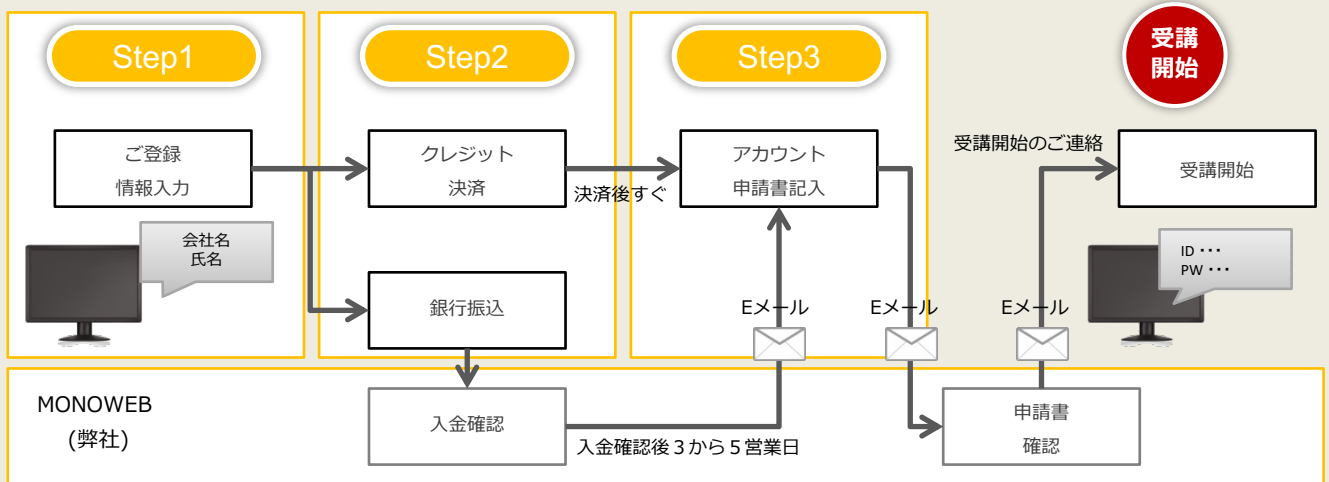 Step1
Step2
Step3
受講
開始
ご登録
情報入力
クレジット
決済
決済後すぐ
アカウント
申請書記入
受講開始のご連絡
受講開始
会社名
氏名
ID ･･･
PW ･･･
銀行振込
Eメール
Eメール
Eメール
MONOWEB
(弊社)
入金確認
入金確認後３から５営業日
申請書
確認